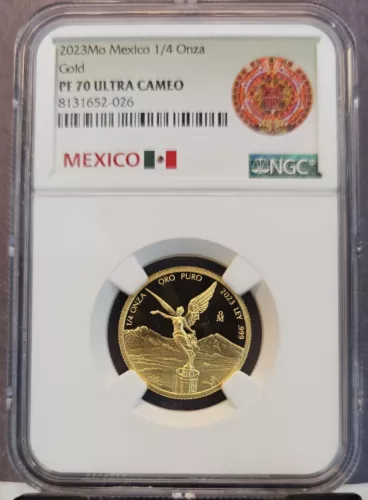 2023Mo Mexico 1/4 Onza
Gold
PF 70 ULTRA CAMEO
8131652-026
MEXICO
NGC
1/4 ONZA ORO PURO 2023 LEY .999